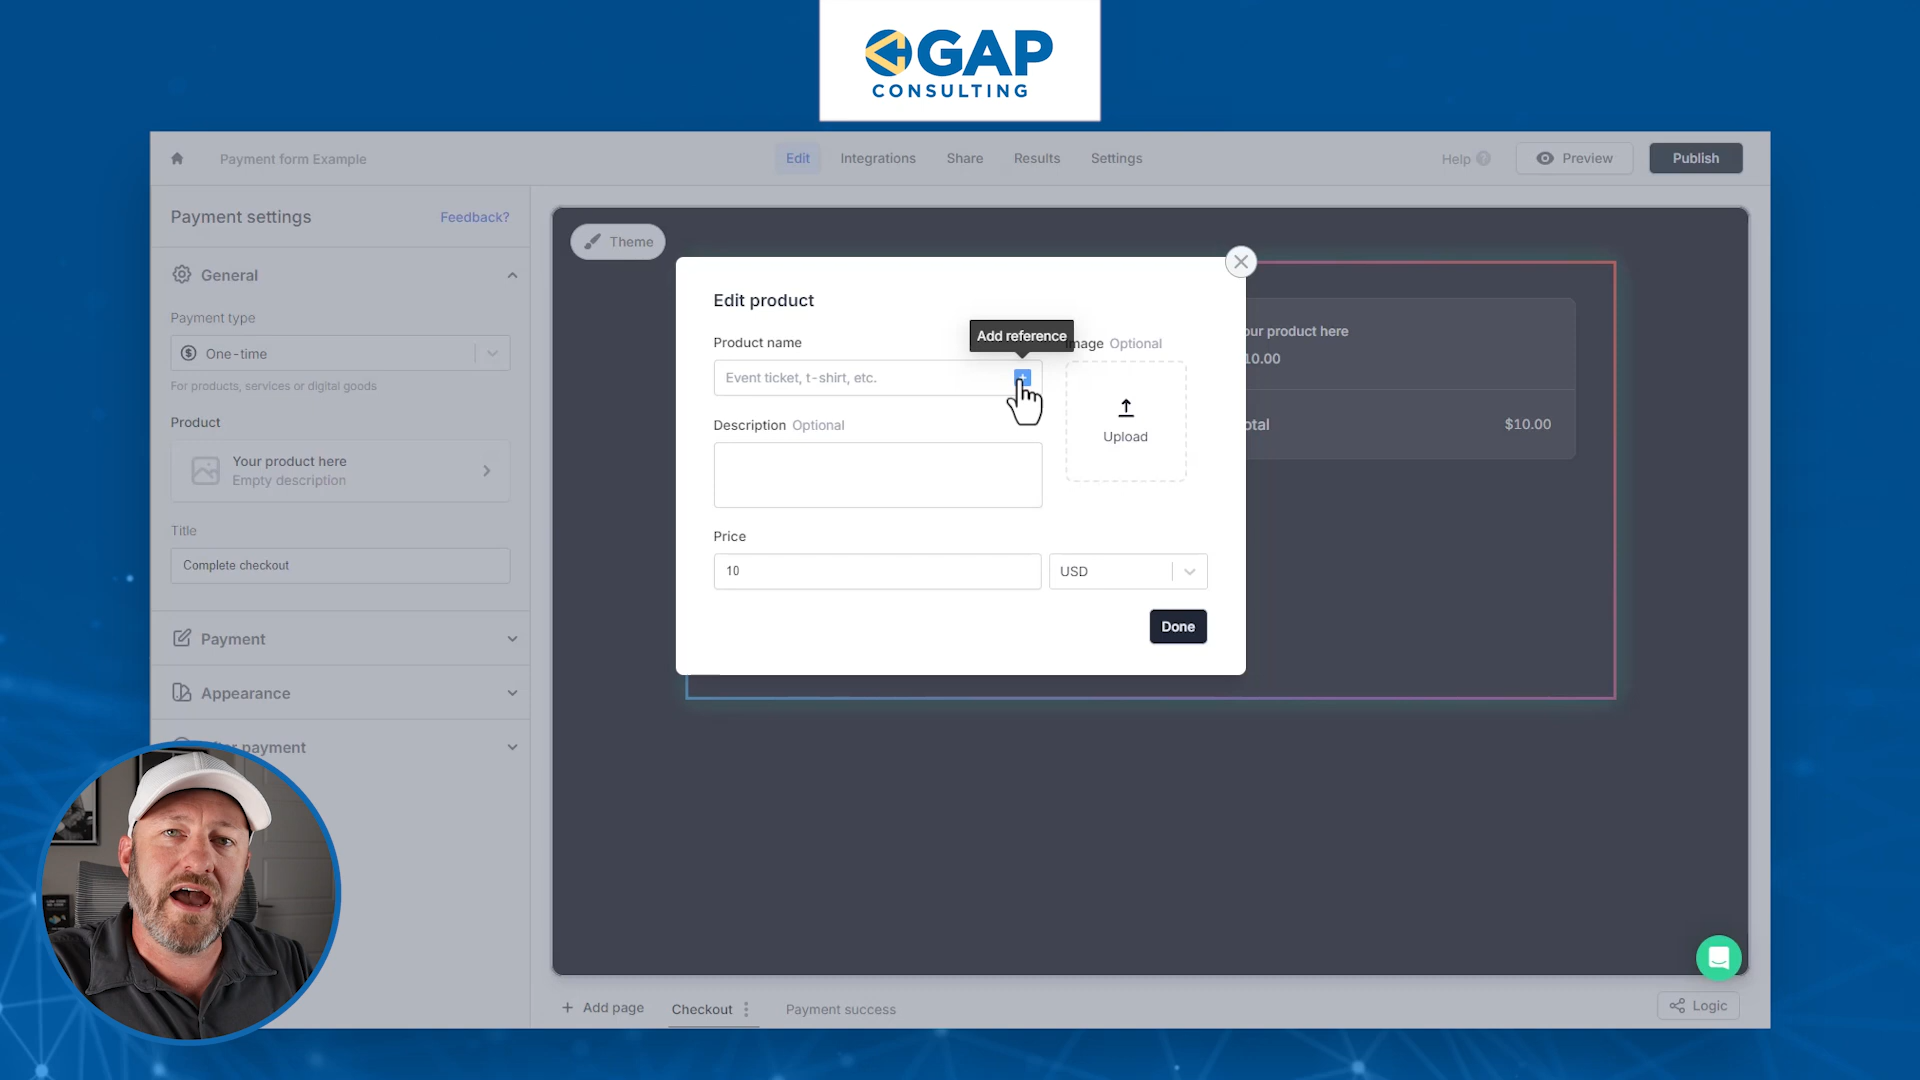 GAP
CONSULTING
Payment form Example
Edit
Integrations
Share
Results
Settings
Help
Preview
Publish
Payment settings
Feedback?
Theme
General
Payment type
One-time
For products, services or digital goods
Product
Your product here
Empty description
Title
Complete checkout
Payment
Appearance
payment
Edit product
Add reference
Product name
Image Optional
Event ticket, t-shirt, etc.
Upload
Description Optional
Price
10
USD
Done
our product here
10.00
otal
$10.00
Add page
Checkout
Payment success
Logic